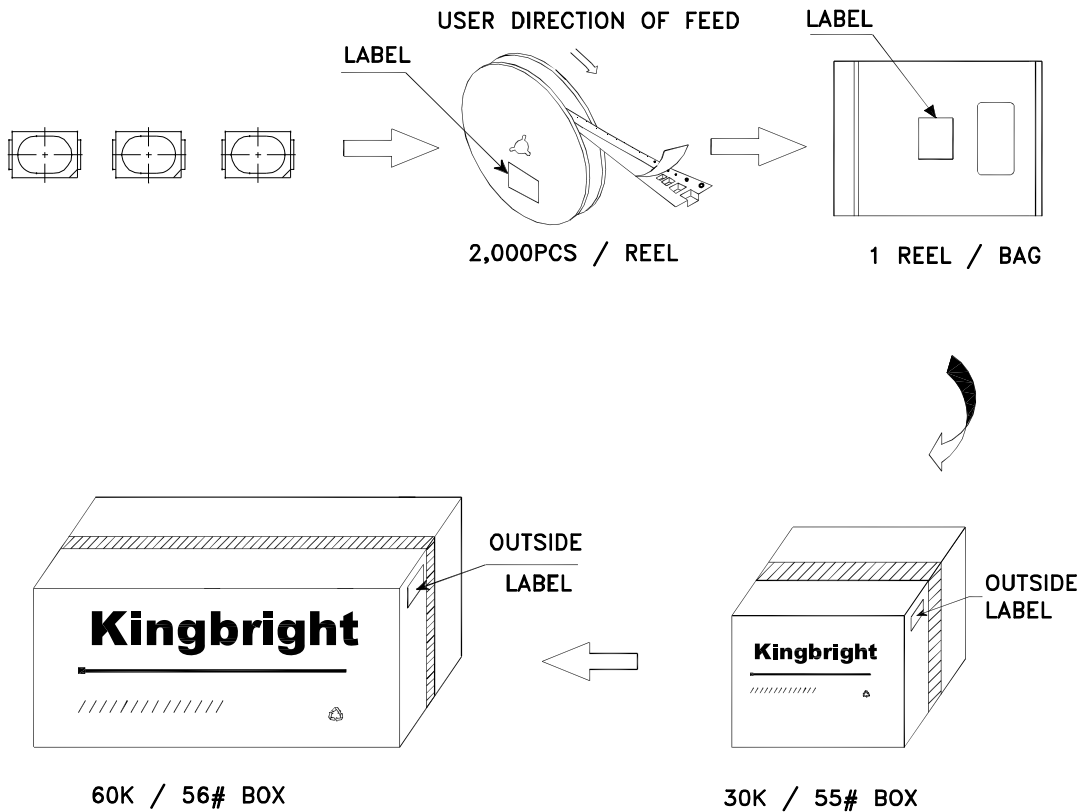 USER DIRECTION OF FEED
LABEL
LABEL
2,000PCS / REEL
1 REEL / BAG
OUTSIDE
LABEL
Kingbright
60K / 56# BOX
OUTSIDE
LABEL
Kingbright
30K / 55# BOX